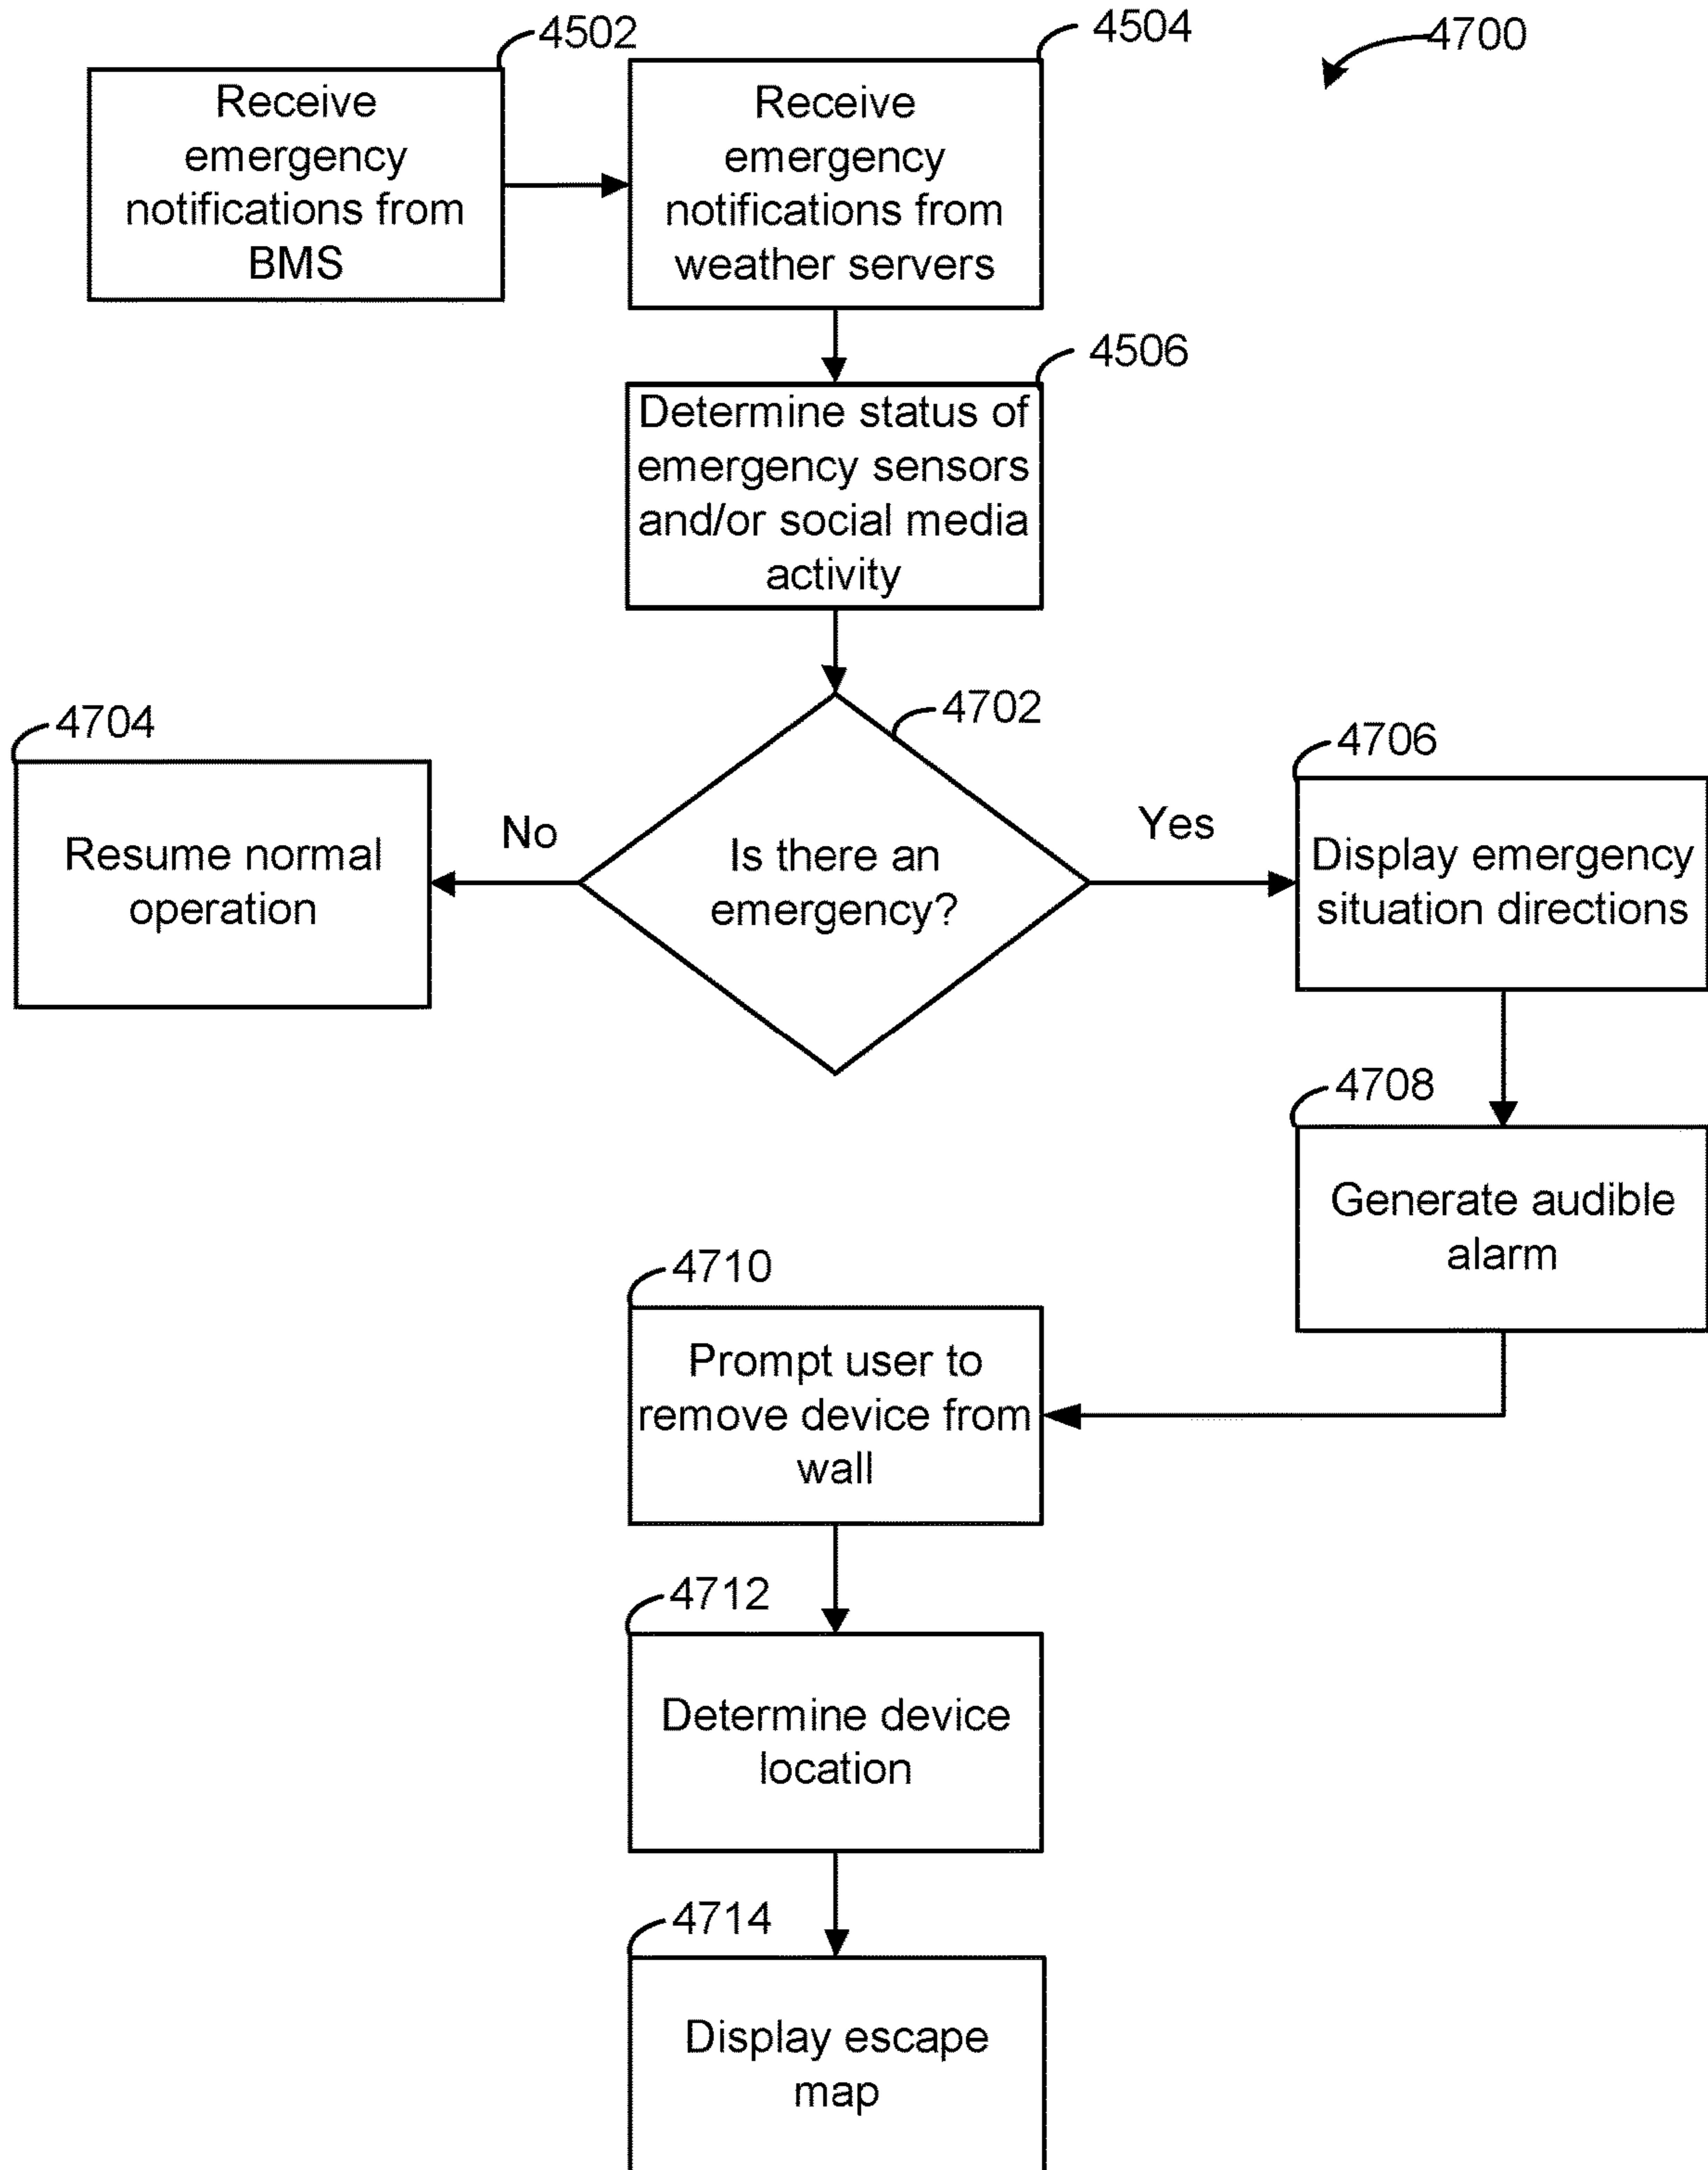 4502
4504
4700
Receive
emergency
notifications from
BMS
Receive
emergency
notifications from
weather servers
4506
Determine status of
emergency sensors
and/or social media
activity
4704
4702
4706
No
Yes
Resume normal
operation
Is there an
emergency?
Display emergency
situation directions
4708
Generate audible
alarm
4710
Prompt user to
remove device from
wall
4712
Determine device
location
4714
Display escape
map